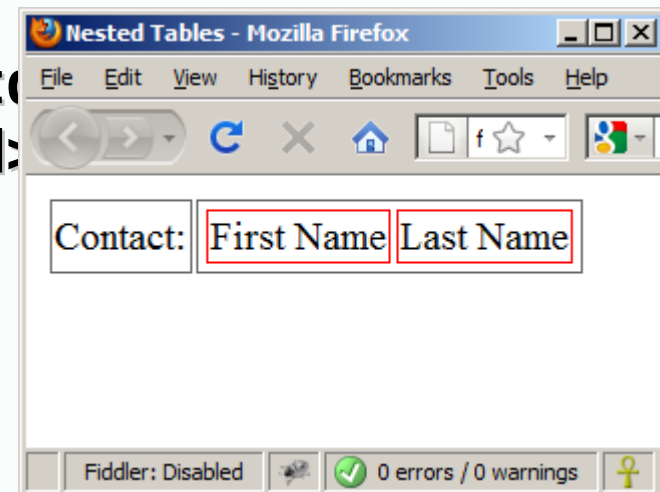 Nested Tables - Mozilla Firefox
File Edit View History Bookmarks Tools Help
f
Contact: First Name Last Name
Fiddler: Disabled 0 errors / 0 warnings